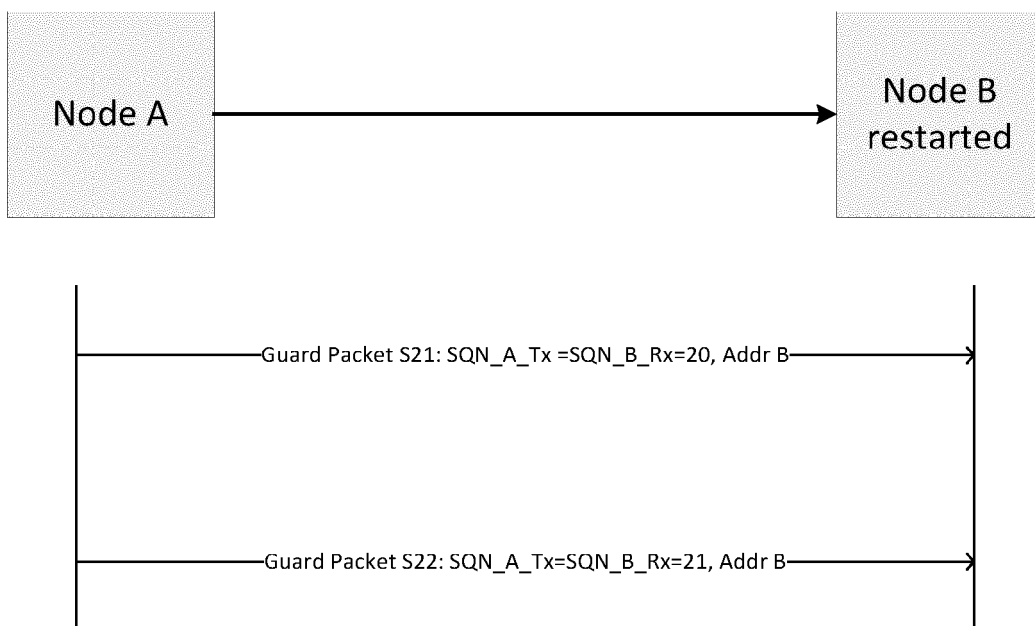 Node A
Node B
restarted
Guard Packet S21: SQN_A_Tx =SQN_B_Rx=20, Addr B
Guard Packet S22: SQN_A_Tx=SQN_B_Rx=21, Addr B